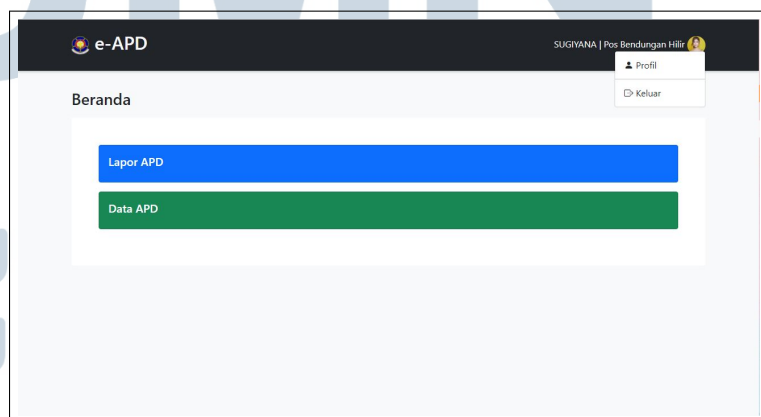 e-APD
SUGIYANA | Pos Bendungan Hilir
Profil
Keluar
Beranda
Lapor APD
Data APD